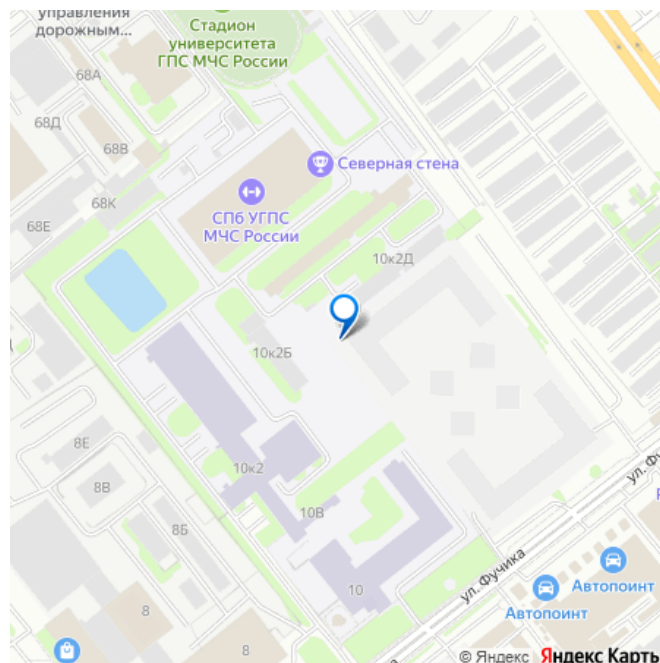 управления
дорожным...
Стадион
университета
ГПС МЧС России
68А
68Д
68В
Северная стена
68К
СПб УГПС
МЧС России
68Е
10к2Д
10к2Б
8Е
10к2
8В
ул. Фу
10В
8Б
ул. Фучика
Автопоинт
10
Автопоинт
8
8
© Яндекс Яндекс Карты